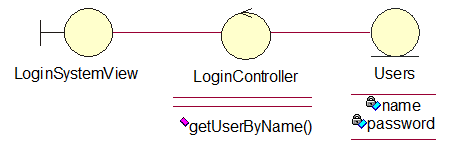 LoginSystemView
LoginController
Users
getUserByName()
name
password